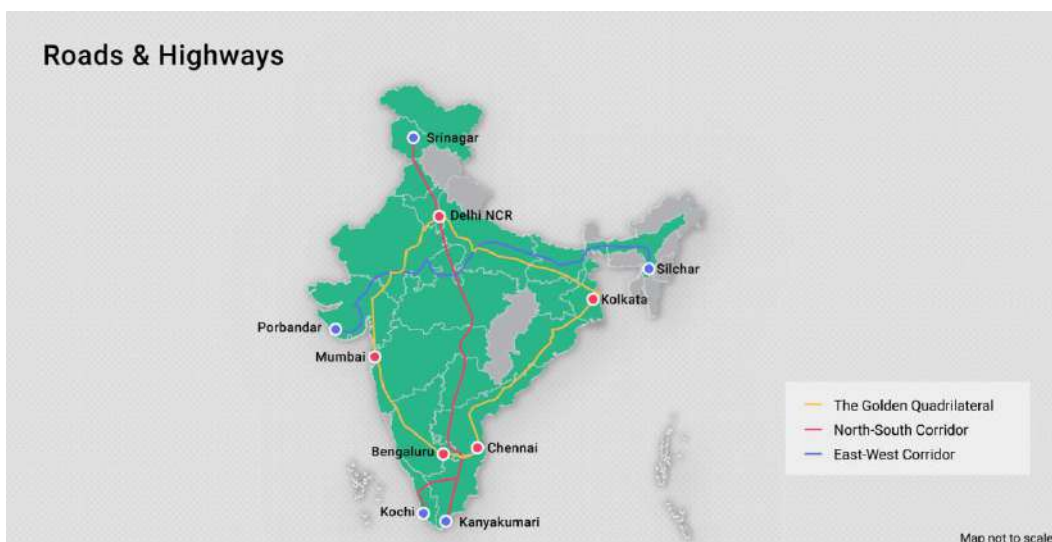 Roads & Highways
Srinagar
Delhi NCR
Silchar
Kolkata
Porbandar
Mumbai
The Golden Quadrilateral
North-South Corridor
Bengaluru
Chennai
East-West Corridor
Kochi
Kanyakumari
Map not to scale